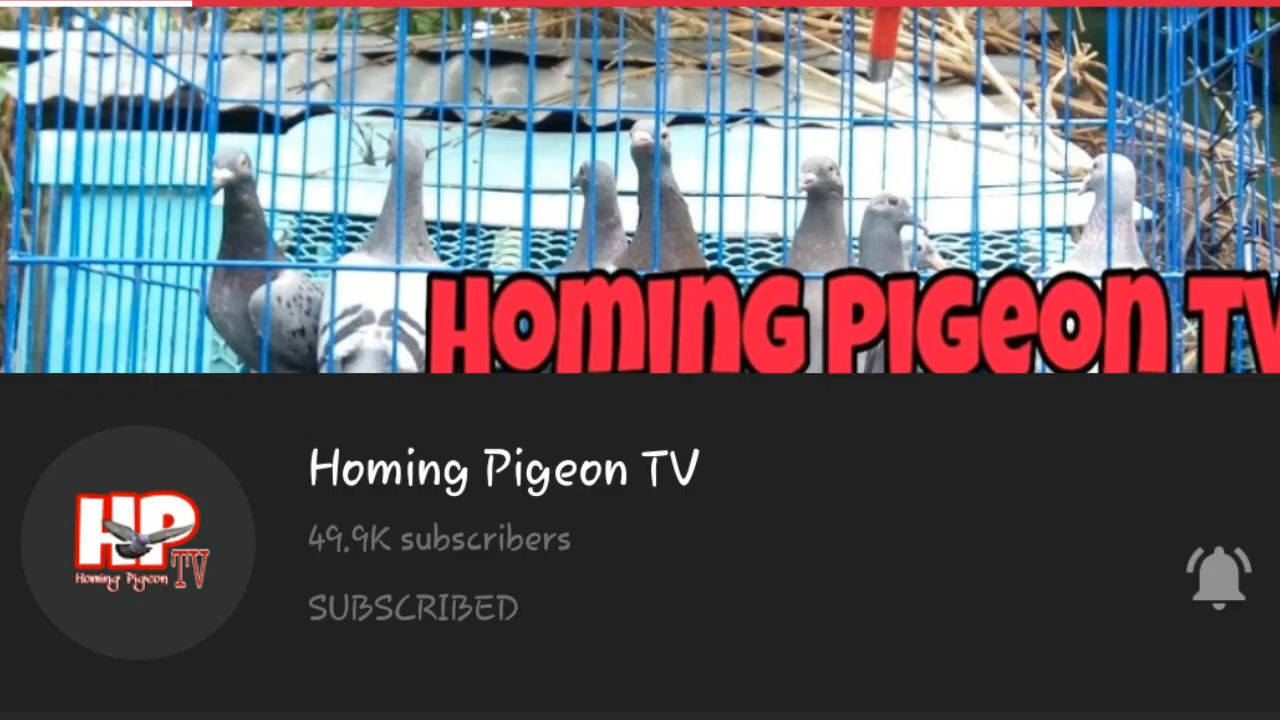 Homing Pigeon TV
Homing Pigeon TV
49.9K subscribers
SUBSCRIBED
HP
TV
Homing Pigeon